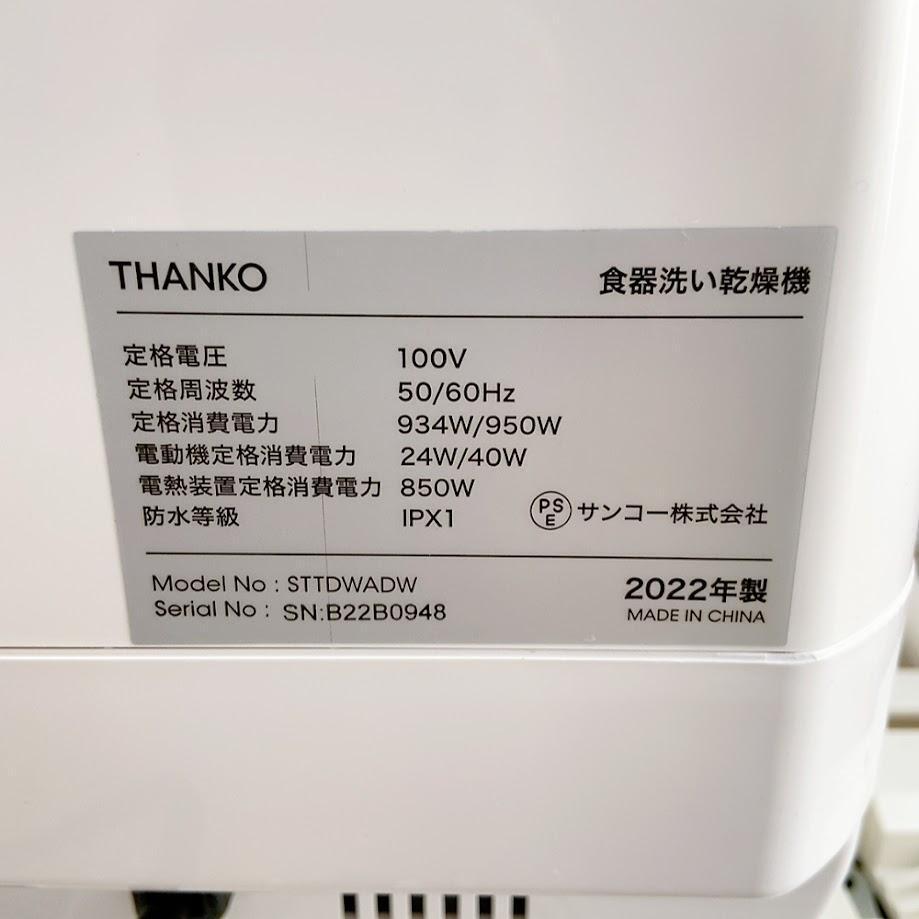 THANKO 食器洗い乾燥機
定格電圧 100V
定格周波数 50/60Hz
定格消費電力 934W/950W
電動機定格消費電力 24W/40W
電熱装置定格消費電力 850W
防水等級 IPX1 PSE サンコー株式会社
Model No : STTDWADW 2022年製
Serial No : SN:B22B0948 MADE IN CHINA